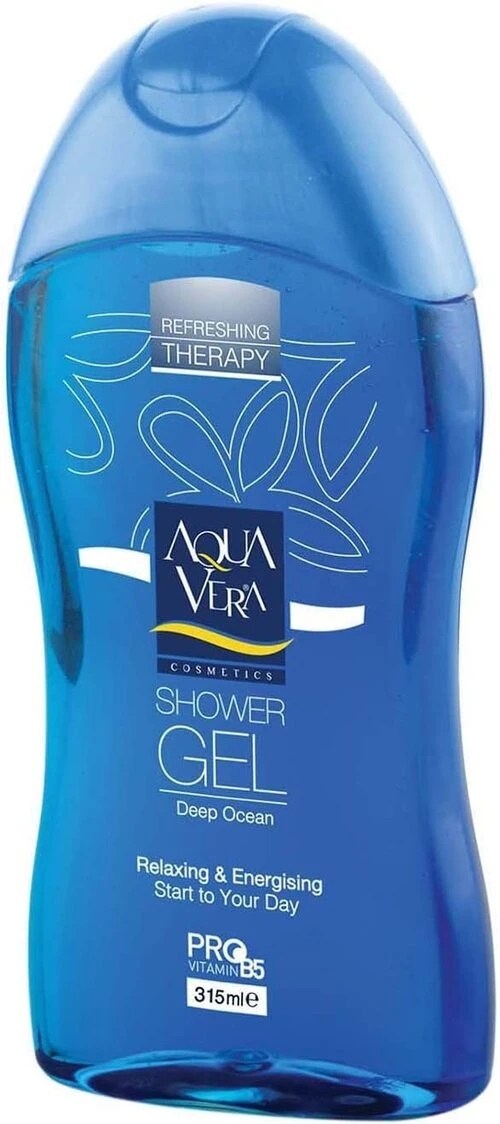 REFRESHING
THERAPY
AQUA
VERA®
COSMETICS
SHOWER
GEL
Deep Ocean
Relaxing & Energising
Start to Your Day
PRO
VITAMIN B5
315ml℮